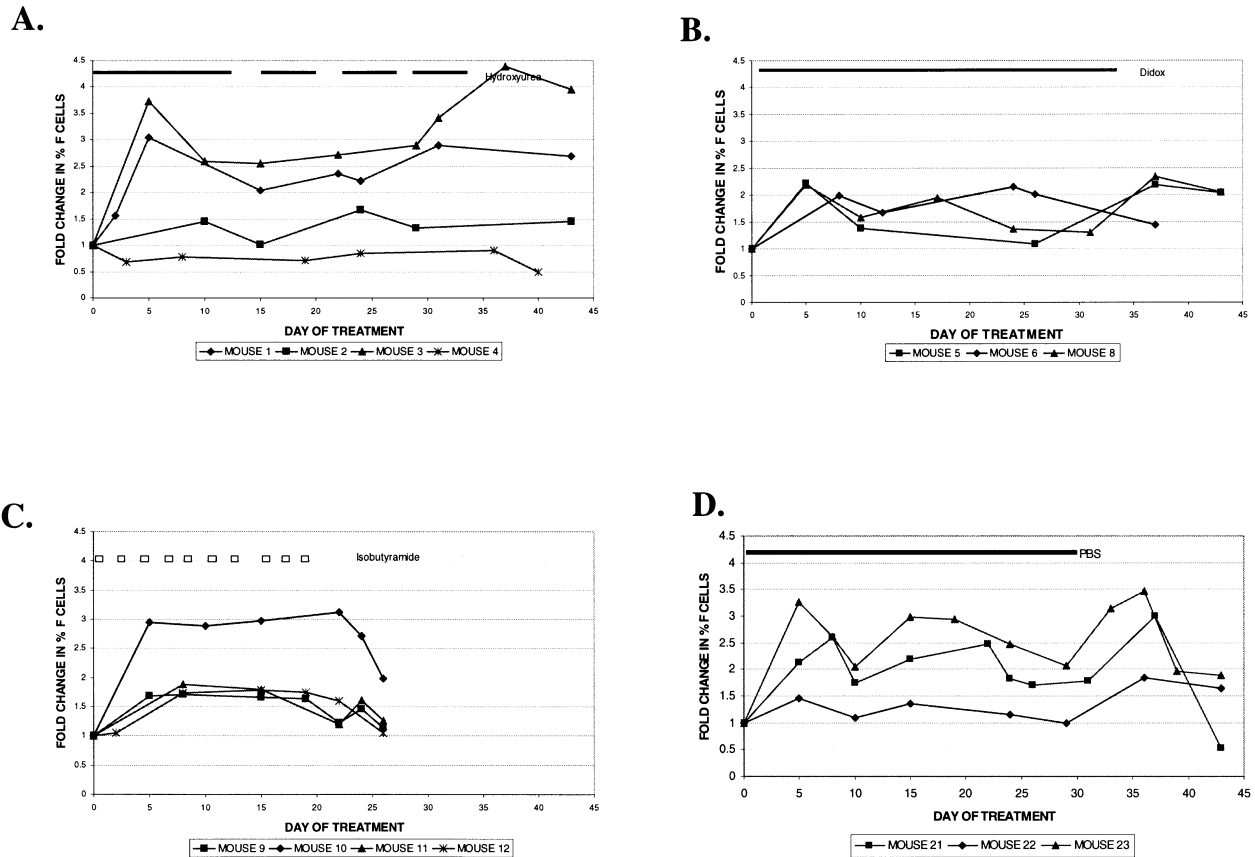 A.
FOLD CHANGE IN % F CELLS
4.5
4
3.5
3
2.5
2
1.5
1
0.5
0
Hydroxyurea
0 5 10 15 20 25 30 35 40 45
DAY OF TREATMENT
MOUSE 1 MOUSE 2 MOUSE 3 MOUSE 4
B.
FOLD CHANGE IN % F CELLS
4.5
4
3.5
3
2.5
2
1.5
1
0.5
0
Didox
0 5 10 15 20 25 30 35 40 45
DAY OF TREATMENT
MOUSE 5 MOUSE 6 MOUSE 8
C.
FOLD CHANGE IN % F CELLS
4.5
4
3.5
3
2.5
2
1.5
1
0.5
0
Isobutyramide
0 5 10 15 20 25 30 35 40 45
DAY OF TREATMENT
MOUSE 9 MOUSE 10 MOUSE 11 MOUSE 12
D.
FOLD CHANGE IN % F CELLS
4.5
4
3.5
3
2.5
2
1.5
1
0.5
0
PBS
0 5 10 15 20 25 30 35 40 45
DAY OF TREATMENT
MOUSE 21 MOUSE 22 MOUSE 23